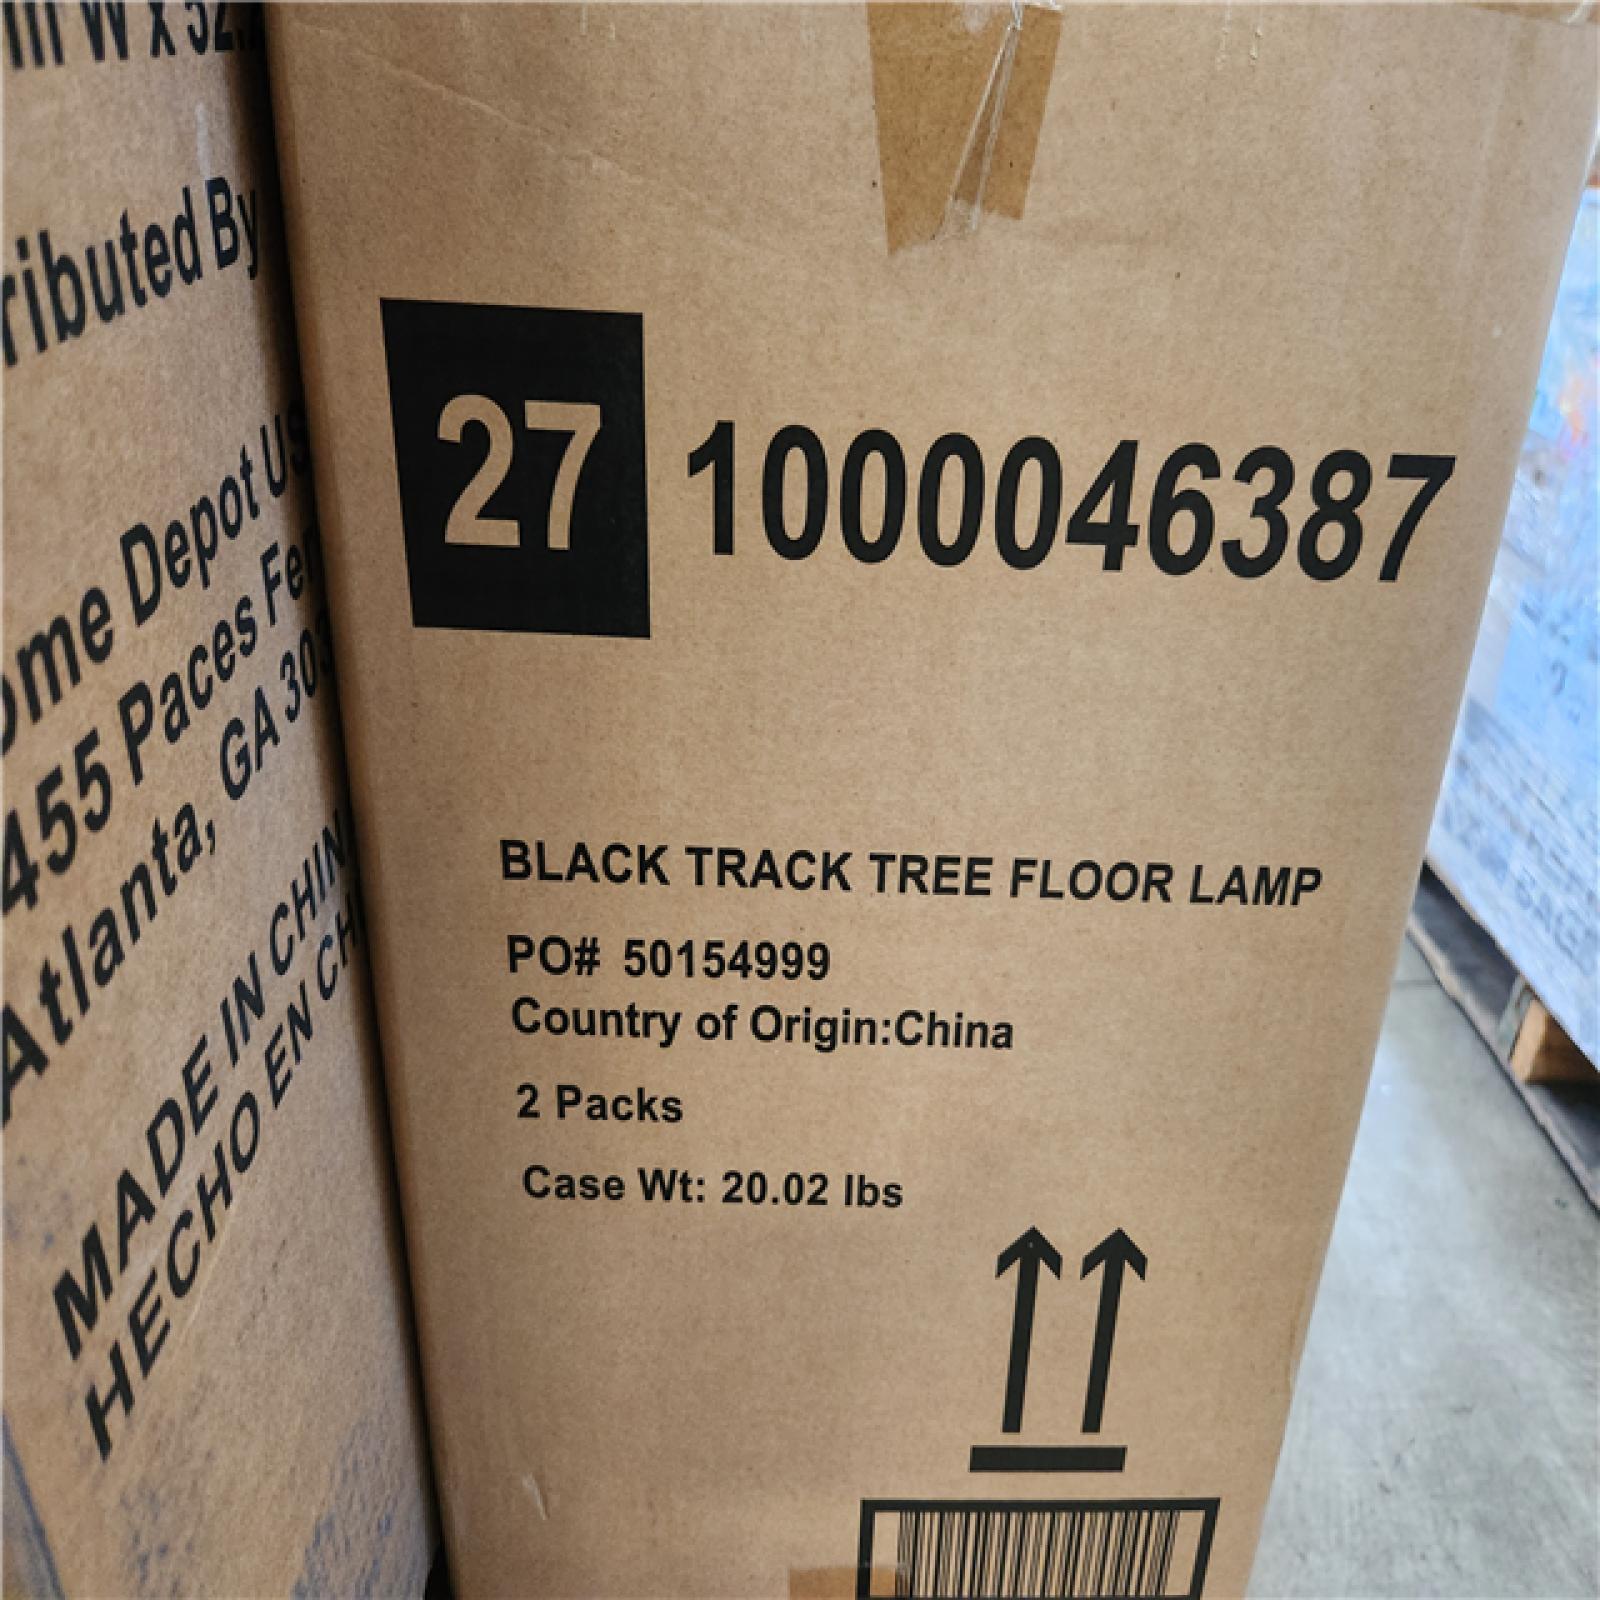 W x
ributed By
ome Depot US
455 Paces Fe
Atlanta, GA
MADE IN CHIN
HECHO EN CH
27 1000046387
BLACK TRACK TREE FLOOR LAMP
PO# 50154999
Country of Origin:China
2 Packs
Case Wt: 20.02 lbs